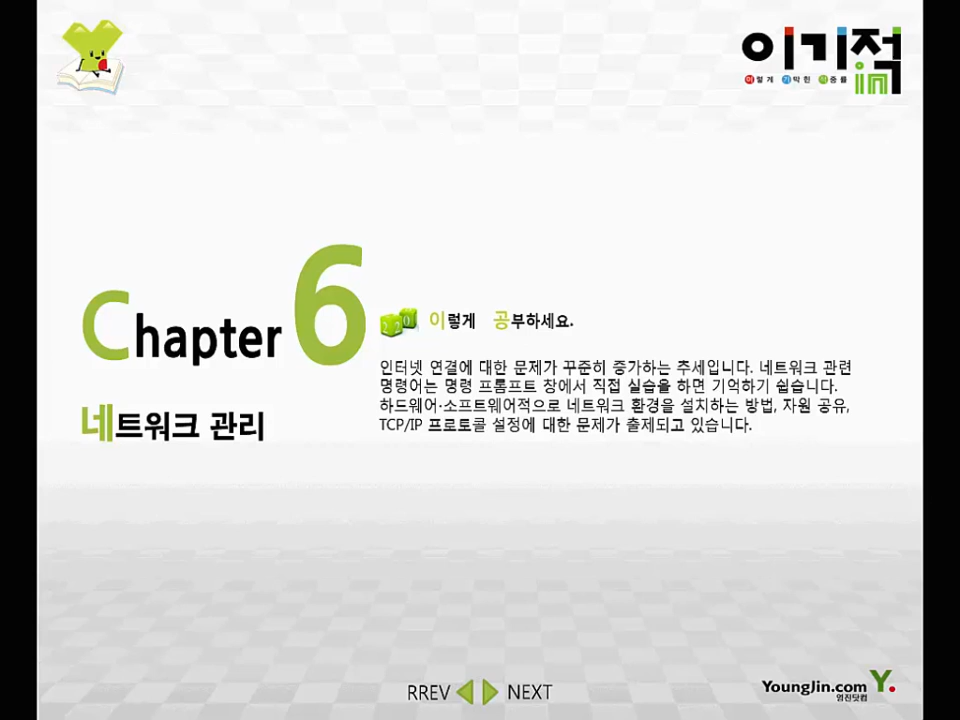 이기적in
이렇게 기막힌 적중률
Chapter 6
네트워크 관리
이렇게 공부하세요.
인터넷 연결에 대한 문제가 꾸준히 증가하는 추세입니다. 네트워크 관련
명령어는 명령 프롬프트 창에서 직접 실습을 하면 기억하기 쉽습니다.
하드웨어·소프트웨어적으로 네트워크 환경을 설치하는 방법, 자원 공유,
TCP/IP 프로토콜 설정에 대한 문제가 출제되고 있습니다.
RREV NEXT
YoungJin.com Y.
영진닷컴